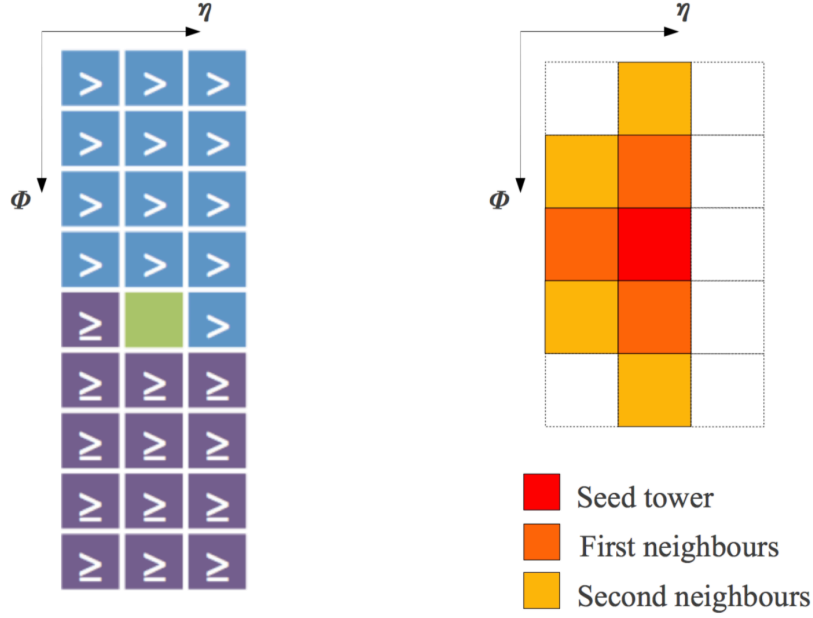 η η
> > >
> > >
Φ > > > Φ
> > >
≥ >
≥ ≥ ≥
≥ ≥ ≥
≥ ≥ ≥
≥ ≥ ≥
Seed tower
First neighbours
Second neighbours